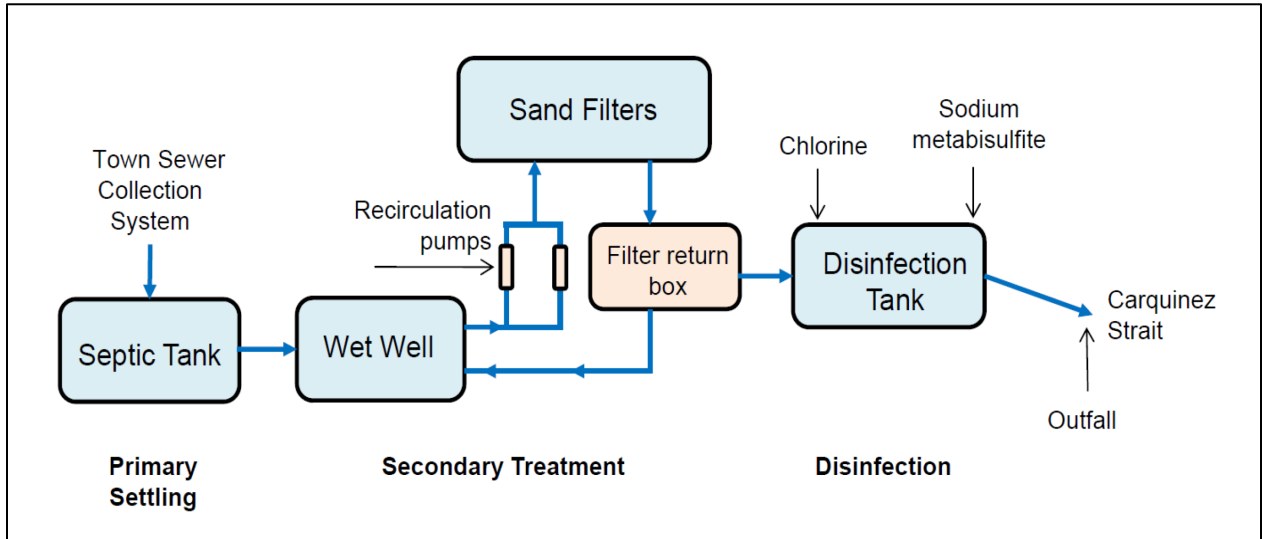 Sand Filters
Town Sewer
Collection
System
Recirculation
pumps
Chlorine
Sodium
metabisulfite
Septic Tank
Wet Well
Filter return
box
Disinfection
Tank
Carquinez
Strait
Outfall
Primary
Settling
Secondary Treatment
Disinfection